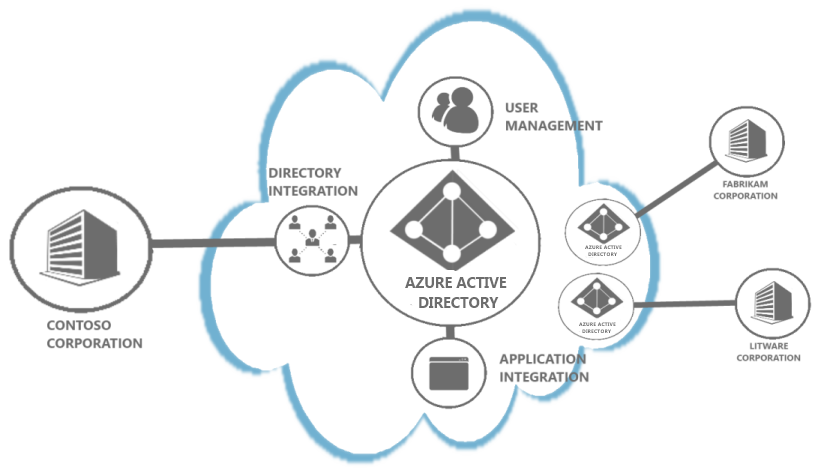 USER
MANAGEMENT
DIRECTORY
INTEGRATION
FABRIKAM
CORPORATION
AZURE ACTIVE
DIRECTORY
AZURE ACTIVE
DIRECTORY
AZURE ACTIVE
DIRECTORY
CONTOSO
CORPORATION
LITWARE
CORPORATION
APPLICATION
INTEGRATION